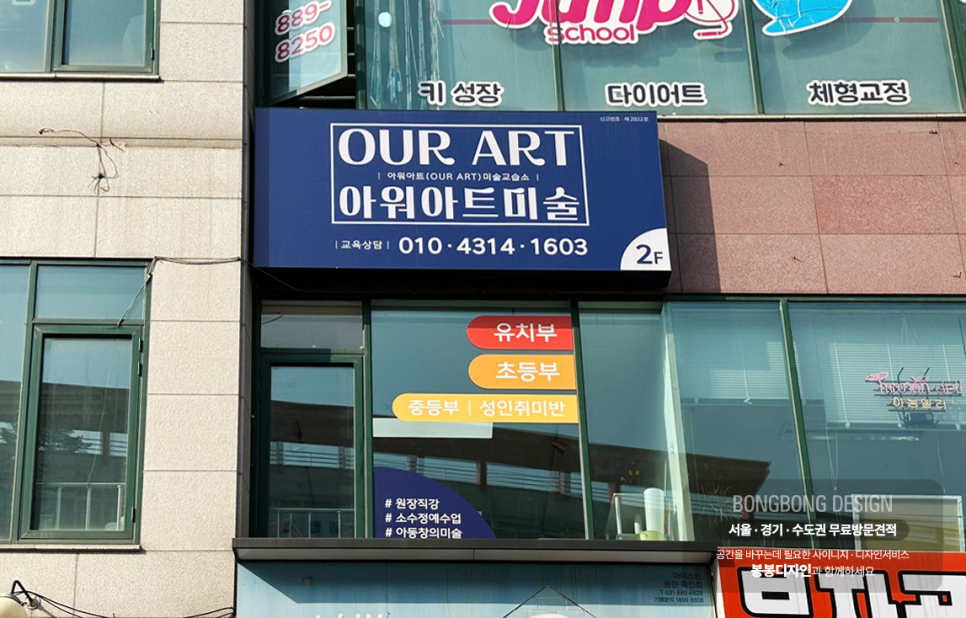 889-
8250
Jump
school
키 성장
다이어트
체형교정
OUR ART
| 아워아트(OUR ART)미술교습소 |
아워아트미술
| 교육상담 | 010·4314·1603
2F
유치부
초등부
중등부 | 성인취미반
# 원장직강
# 소수정예수업
# 아동창의미술
BONGBONG DESIGN
서울·경기·수도권 무료방문견적
공간을 바꾸는데 필요한 사이니지·디자인서비스
봉봉디자인과 함께하세요